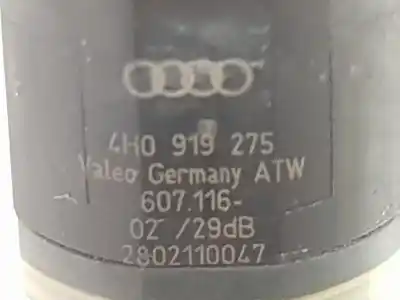 4H0 919 275
Valeo Germany ATW
607.116-
02 /29dB
2802110047